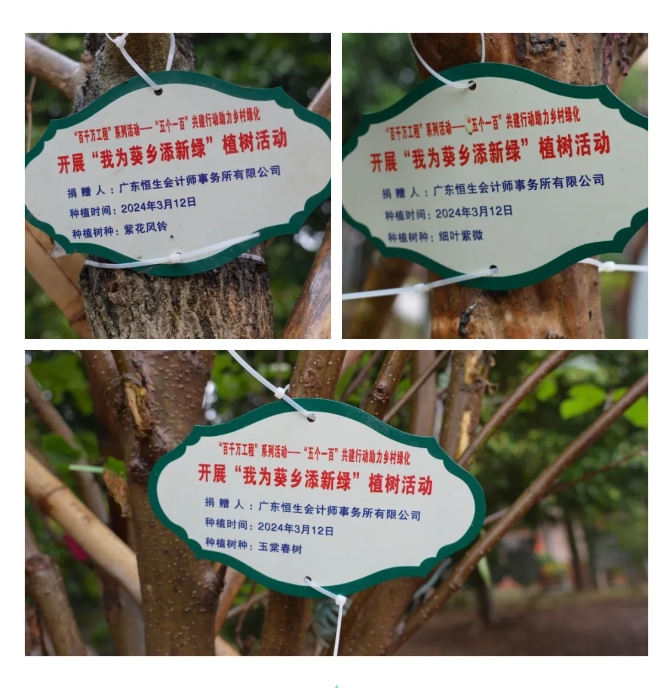 “百千万工程”系列活动——“五个一百”共建行动助力乡村绿化
开展“我为葵乡添新绿”植树活动
捐赠人：广东恒生会计师事务所有限公司
种植时间：2024年3月12日
种植树种：紫花风铃
“百千万工程”系列活动——“五个一百”共建行动助力乡村绿化
开展“我为葵乡添新绿”植树活动
捐赠人：广东恒生会计师事务所有限公司
种植时间：2024年3月12日
种植树种：细叶紫微
“百千万工程”系列活动——“五个一百”共建行动助力乡村绿化
开展“我为葵乡添新绿”植树活动
捐赠人：广东恒生会计师事务所有限公司
种植时间：2024年3月12日
种植树种：玉棠春树